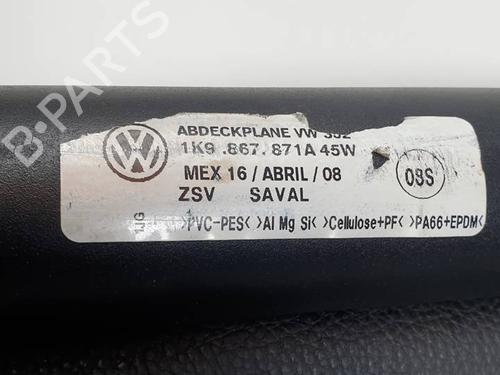 ABDECKPLANE VW 352
1K9 .867. 871A 45W
MEX 16 / ABRIL / 08
ZSV SAVAL
09S
1JG
>PVC-PES< >Al Mg Si< >Cellulose+PF< >PA66+EPDM<
B-PARTS